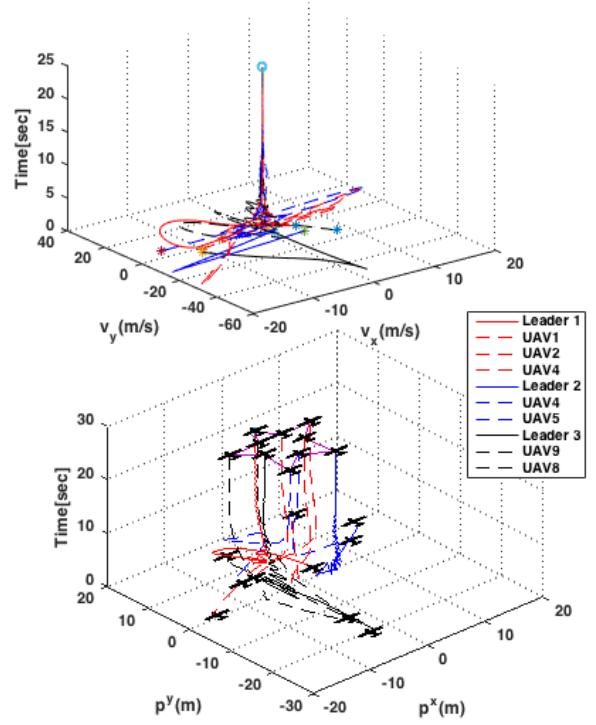 25
20
15
10
5
0
Time[sec]
40
20
0
-20
-40
-60
v_y(m/s)
-20
-10
0
10
20
v_x(m/s)
Leader 1
UAV1
UAV2
UAV4
Leader 2
UAV4
UAV5
Leader 3
UAV9
UAV8
30
20
10
0
Time[sec]
20
10
0
-10
-20
-30
p^y(m)
-20
-10
0
10
20
p^x(m)